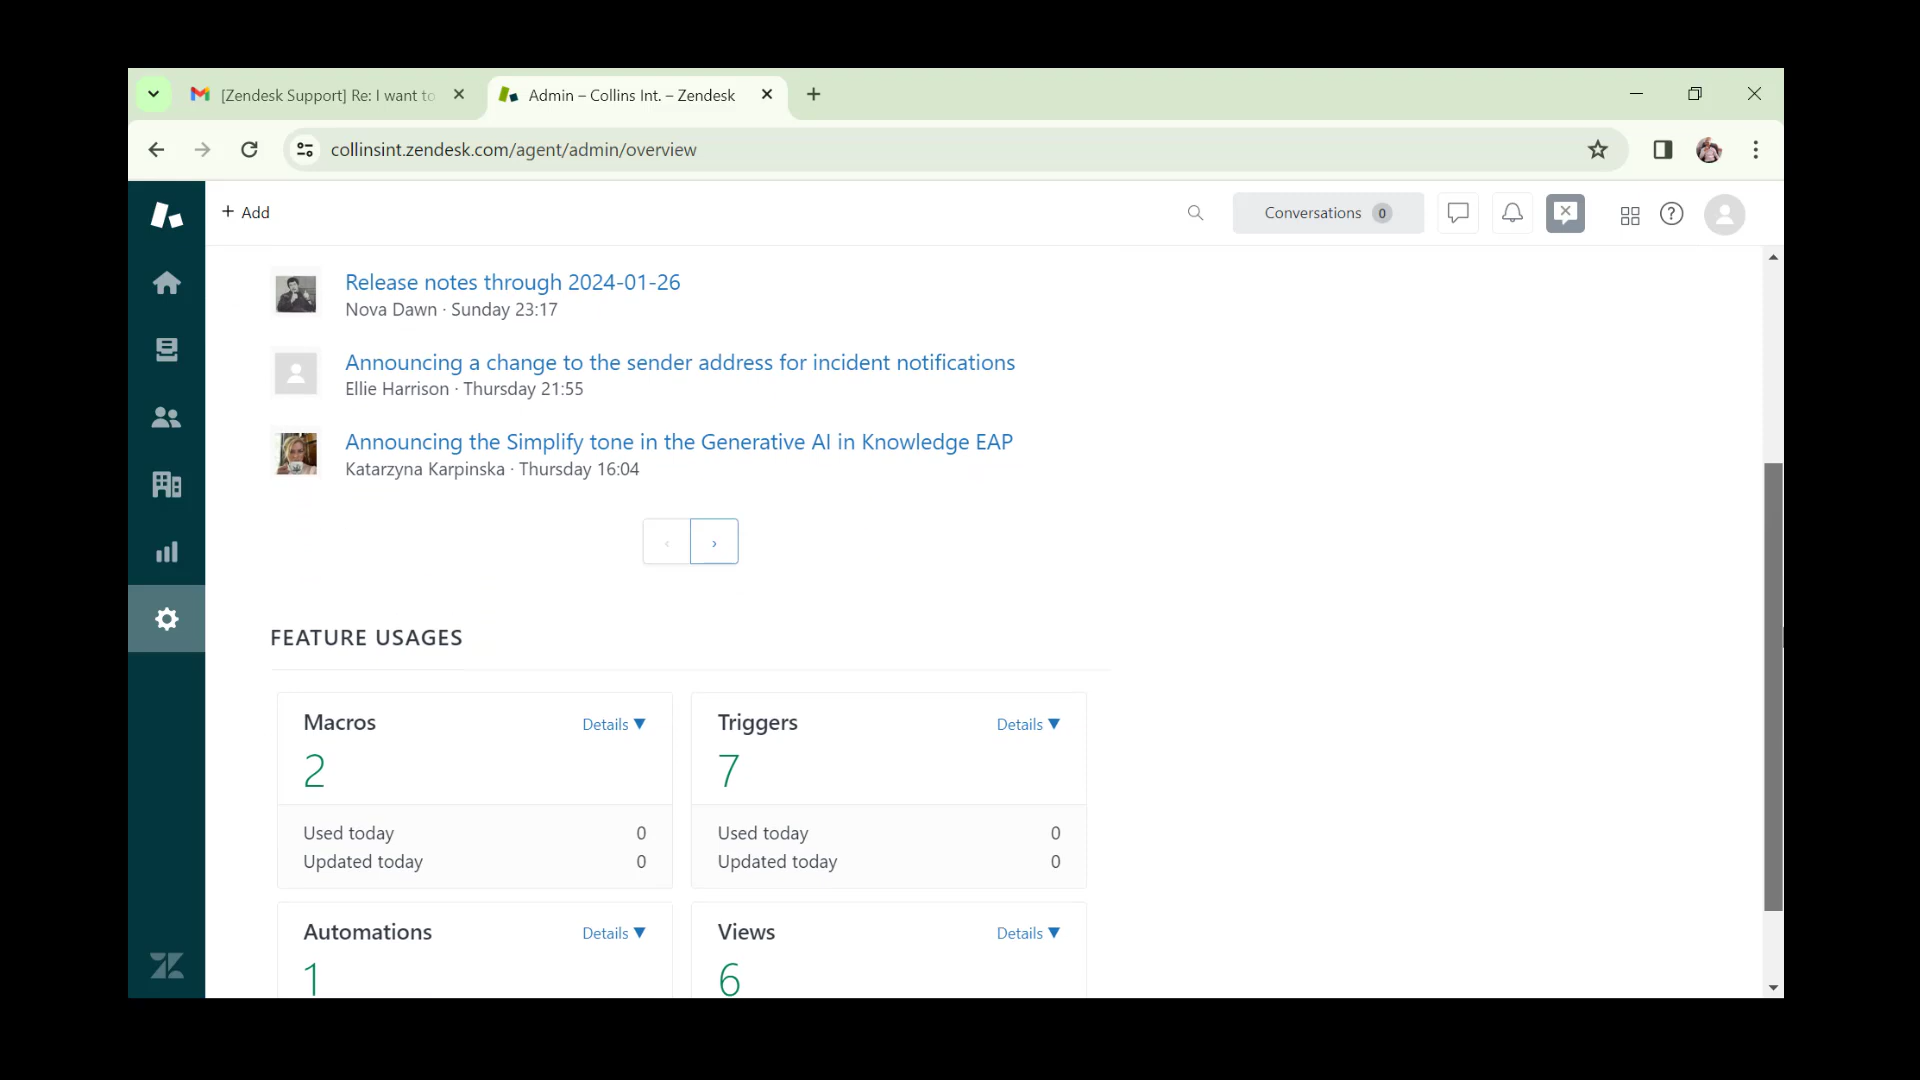 [Zendesk Support] Re: I want to
Admin – Collins Int. – Zendesk
collinsint.zendesk.com/agent/admin/overview
+ Add
Conversations 0
Release notes through 2024-01-26
Nova Dawn · Sunday 23:17
Announcing a change to the sender address for incident notifications
Ellie Harrison · Thursday 21:55
Announcing the Simplify tone in the Generative AI in Knowledge EAP
Katarzyna Karpinska · Thursday 16:04
FEATURE USAGES
Macros Details ▼
2
Used today 0
Updated today 0
Triggers Details ▼
7
Used today 0
Updated today 0
Automations Details ▼
1
Views Details ▼
6